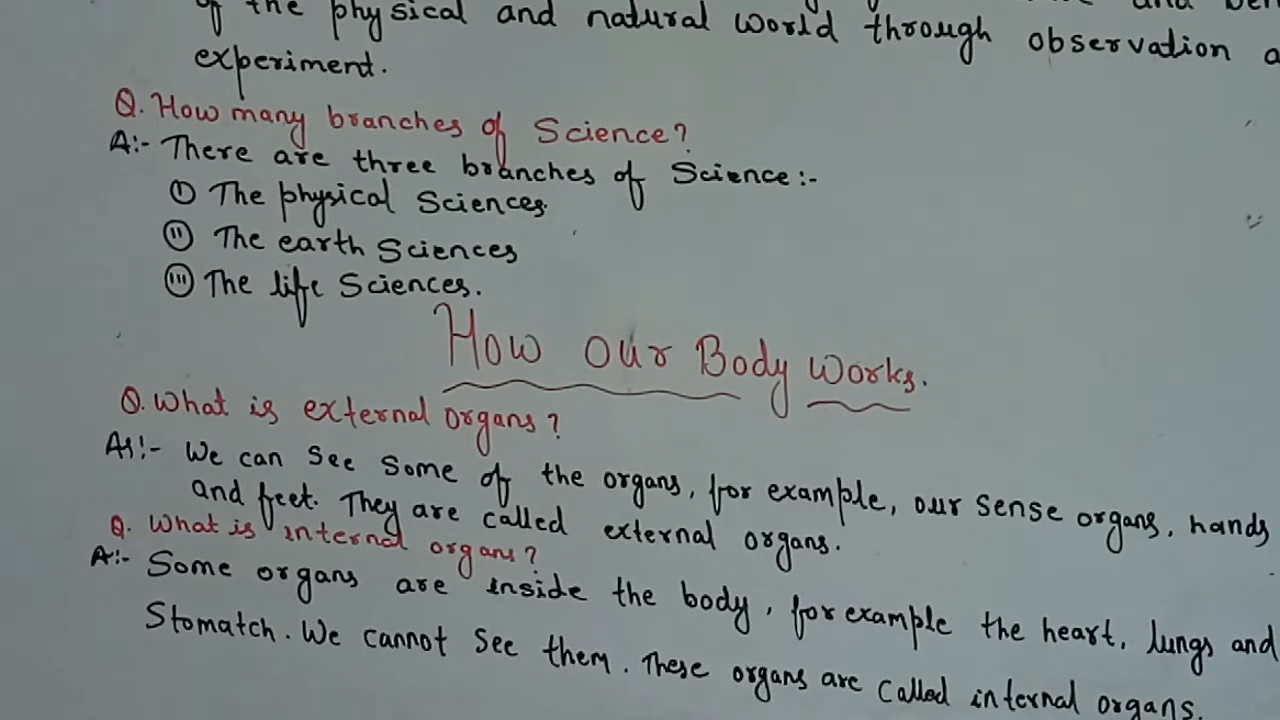 of the physical and natural world through observation a
experiment.
Q. How many branches of Science?
A:- There are three branches of Science:-
(i) The physical Sciences.
(ii) The earth Sciences
(iii) The life Sciences.
How Our Body Works.
Q. What is external organs?
As:- We can See Some of the organs, for example, our sense organs, hands
and feet. They are called external organs.
Q. What is internal organs?
A:- Some organs are inside the body, for example the heart, lungs and
Stomatch. We cannot See them. These organs are called internal organs.